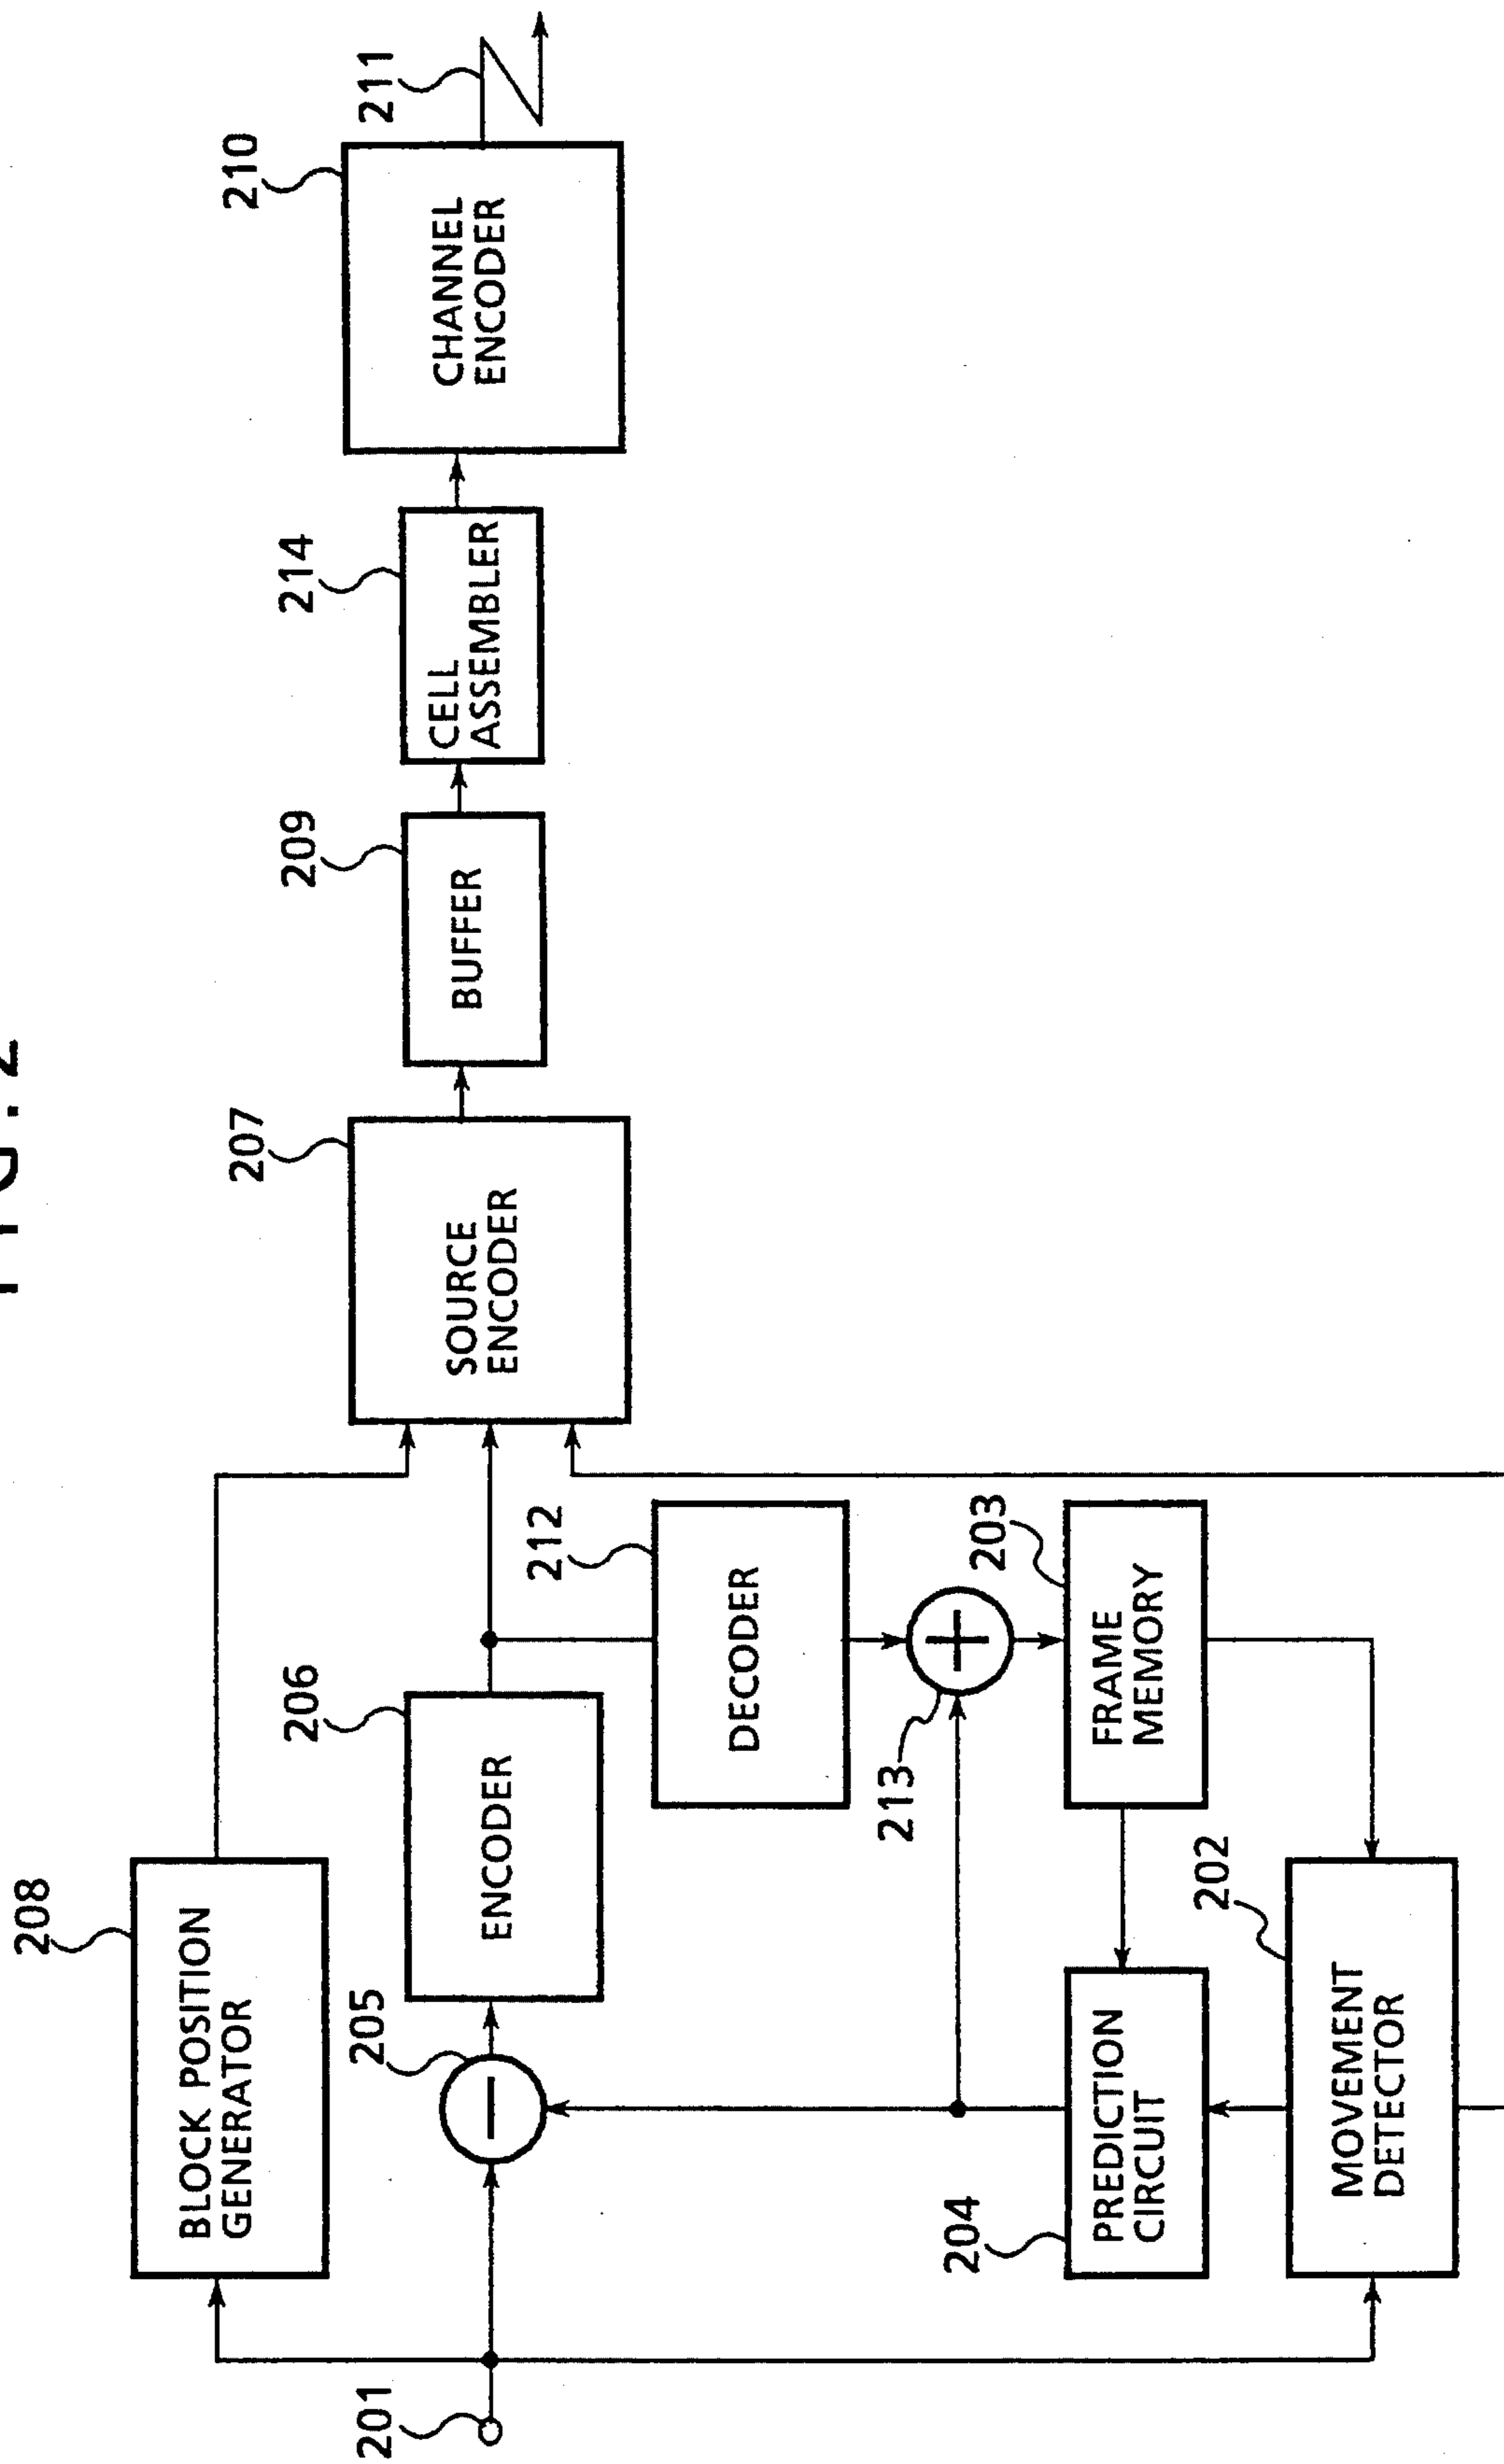 FIG. 2
208
BLOCK POSITION
GENERATOR
201
205
206
ENCODER
207
SOURCE
ENCODER
209
BUFFER
214
CELL
ASSEMBLER
210
CHANNEL
ENCODER
211
212
DECODER
213
203
FRAME
MEMORY
204
PREDICTION
CIRCUIT
202
MOVEMENT
DETECTOR